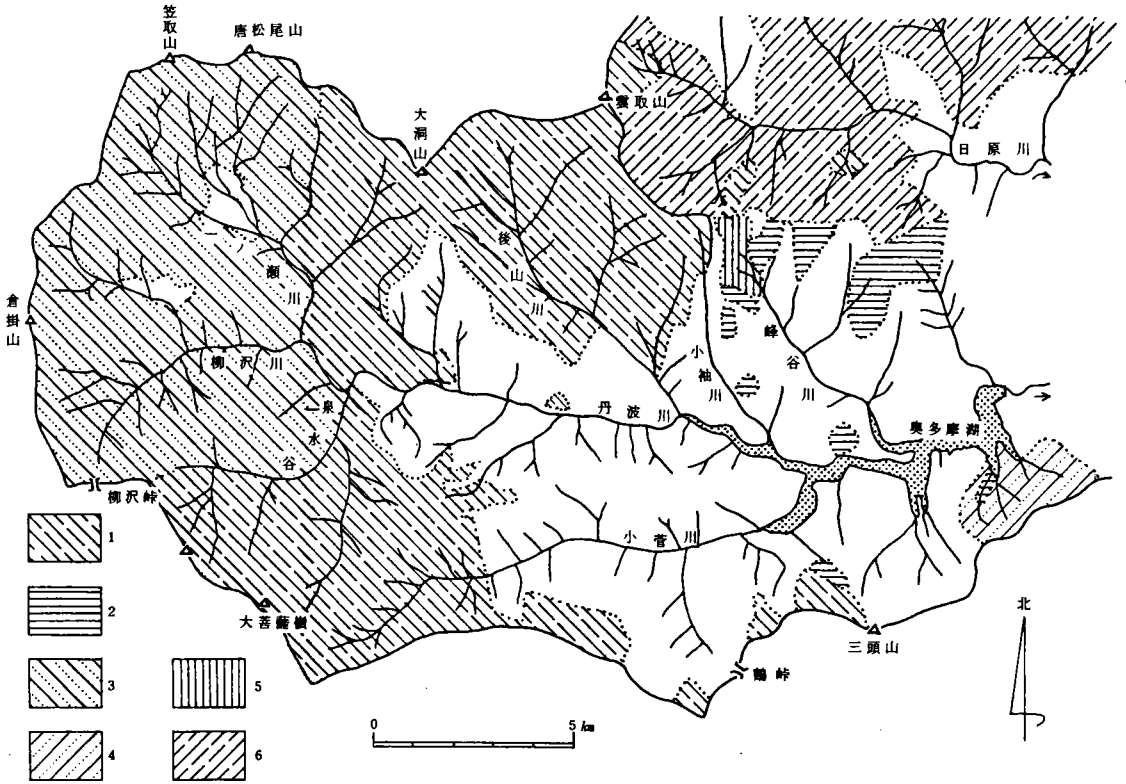 笠取山
唐松尾山
大洞山
雲取山
日原川
後山川
瀬川
倉掛山
峰谷川
小袖川
柳沢川
一泉水谷
丹波川
奥多摩湖
柳沢峠
小菅川
1
大菩薩嶺
北
三頭山
2
鶴峠
3
5
4
6
0
5 km